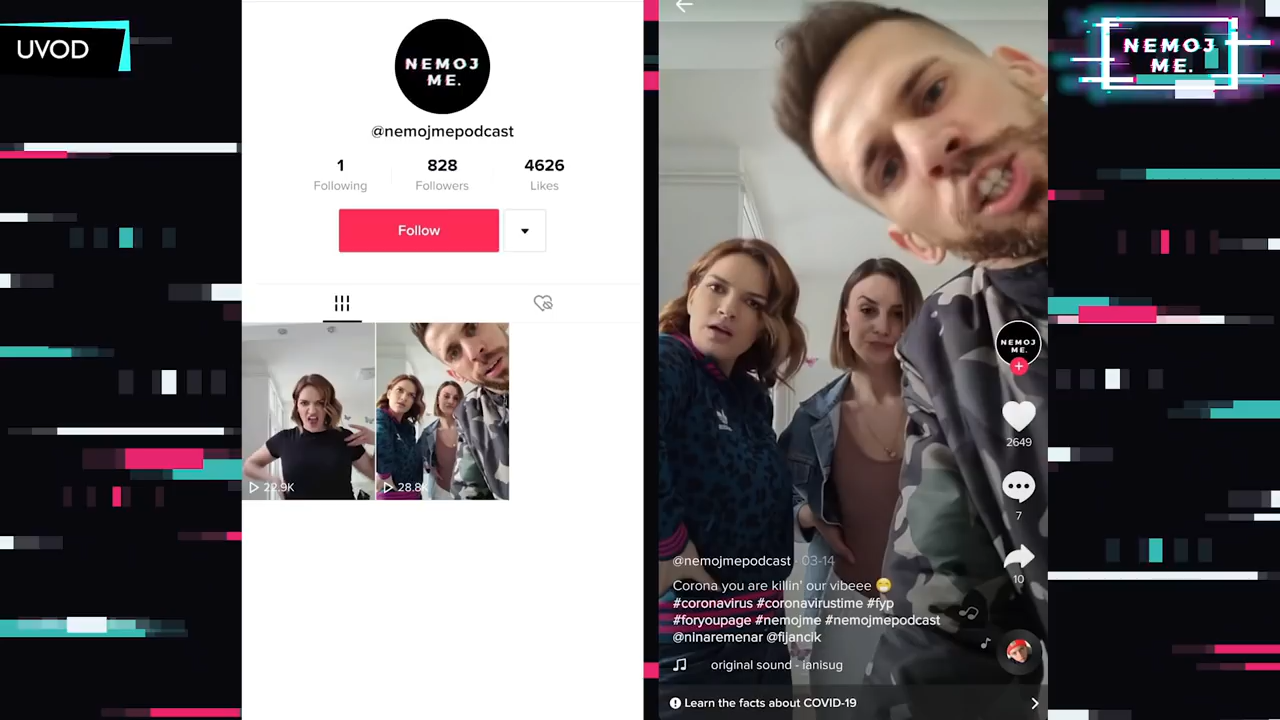 UVOD
NEMOJ
ME.
@nemojmepodcast
1
Following
828
Followers
4626
Likes
Follow
22.9K
28.8K
NEMOJ
ME.
2649
7
10
@nemojmepodcast · 03-14
Corona you are killin' our vibeee 😁
#coronavirus #coronavirustime #fyp
#foryoupage #nemojme #nemojmepodcast
@ninaremenar @fijancik
original sound - ianisug
Learn the facts about COVID-19
NEMOJ
ME.